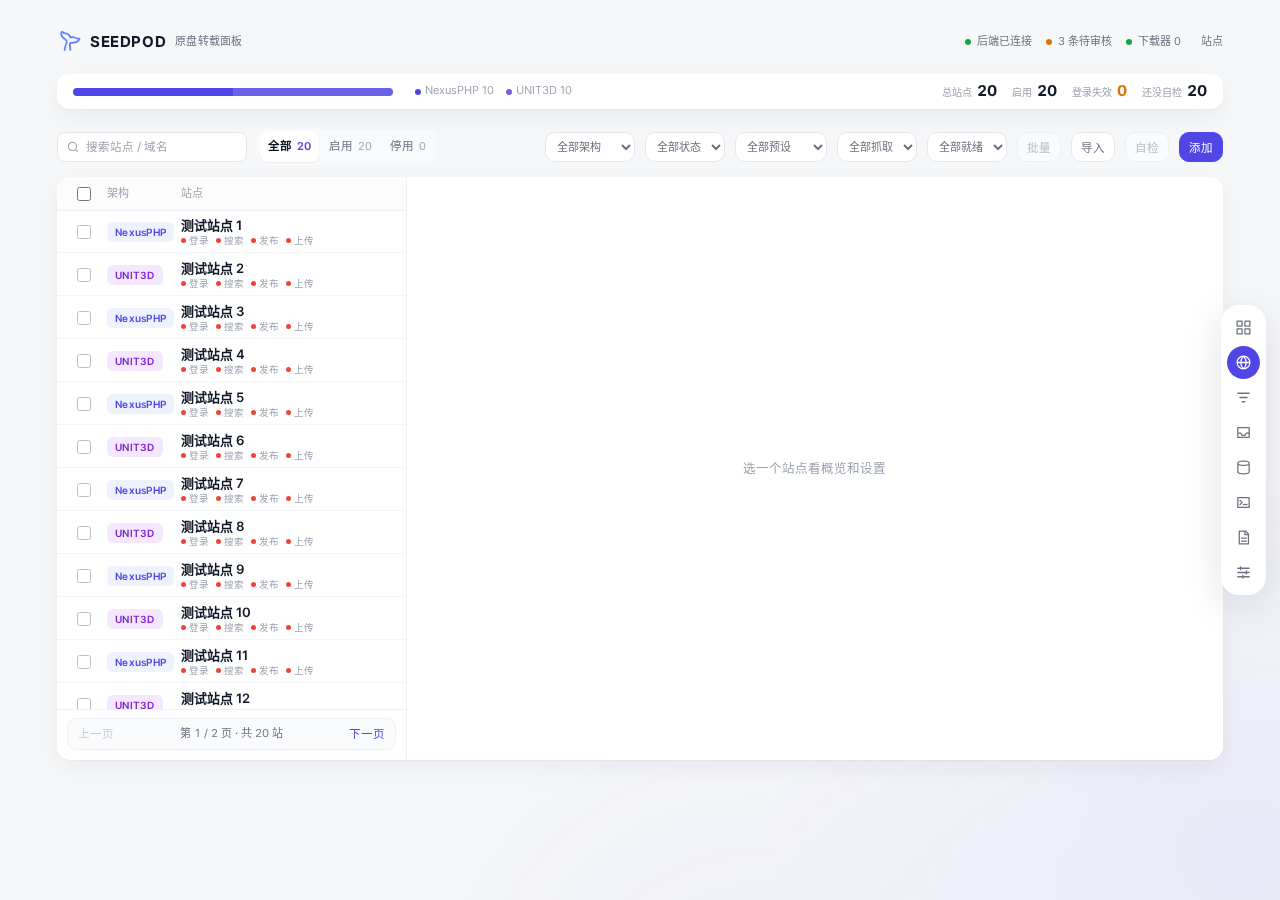 SEEDPOD 原盘转载面板 后端已连接 3 条待审核 下载器 0 站点
NexusPHP 10 UNIT3D 10 总站点 20 启用 20 登录失效 0 还没自检 20
搜索站点 / 域名 全部 20 启用 20 停用 0 全部架构 全部状态 全部预设 全部抓取 全部就绪 批量 导入 自检 添加
架构 站点
NexusPHP 测试站点 1
登录 搜索 发布 上传
UNIT3D 测试站点 2
登录 搜索 发布 上传
NexusPHP 测试站点 3
登录 搜索 发布 上传
UNIT3D 测试站点 4
登录 搜索 发布 上传
NexusPHP 测试站点 5
登录 搜索 发布 上传
UNIT3D 测试站点 6
登录 搜索 发布 上传
NexusPHP 测试站点 7
登录 搜索 发布 上传
UNIT3D 测试站点 8
登录 搜索 发布 上传
NexusPHP 测试站点 9
登录 搜索 发布 上传
UNIT3D 测试站点 10
登录 搜索 发布 上传
NexusPHP 测试站点 11
登录 搜索 发布 上传
UNIT3D 测试站点 12
选一个站点看概览和设置
上一页 第 1 / 2 页 · 共 20 站 下一页